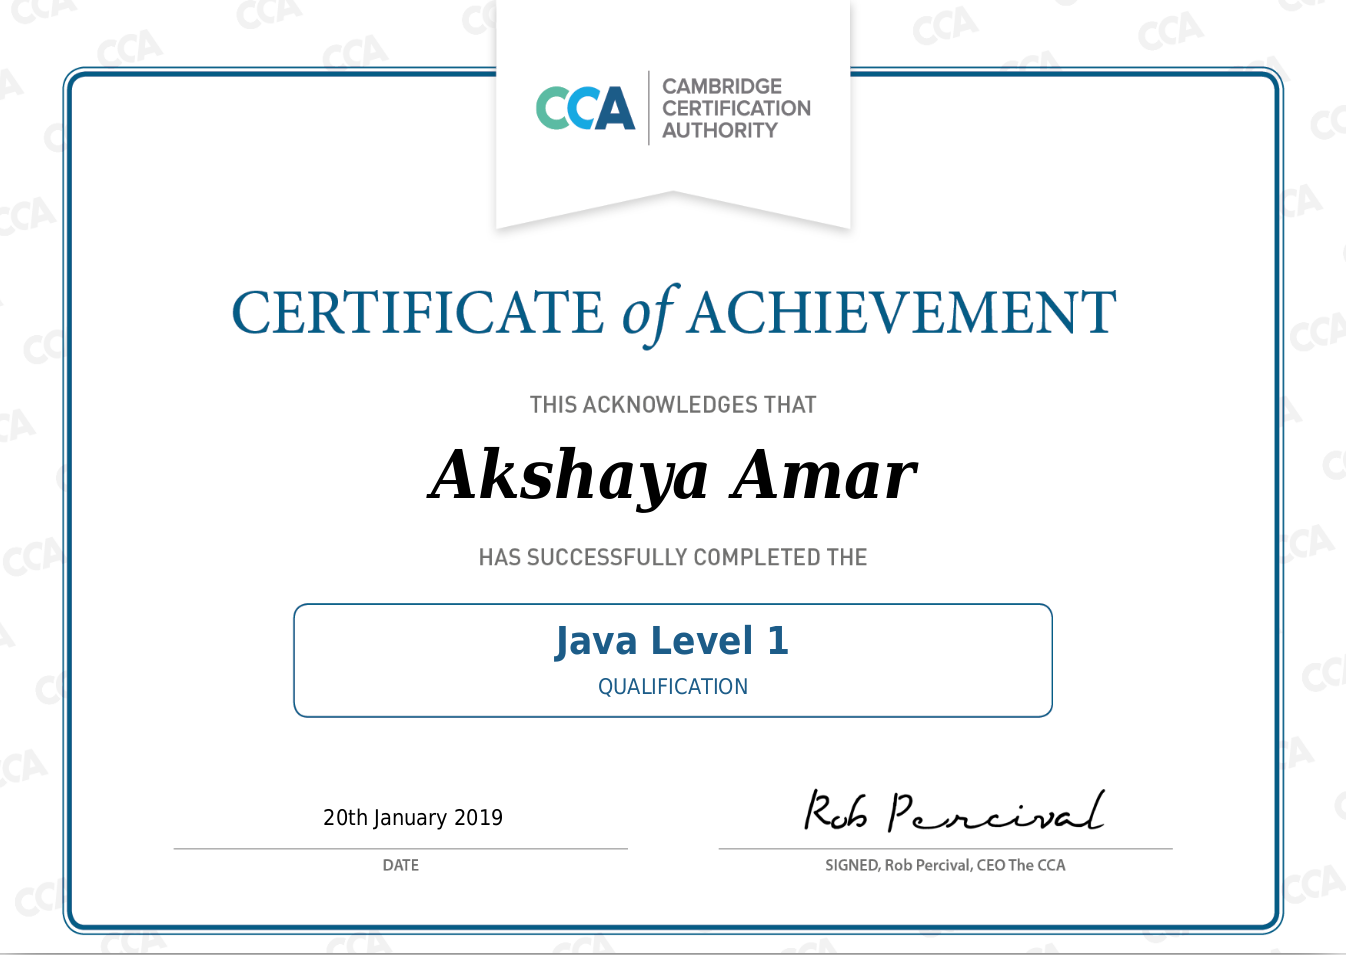 CCA
CAMBRIDGE
CERTIFICATION
AUTHORITY
CERTIFICATE of ACHIEVEMENT
THIS ACKNOWLEDGES THAT
Akshaya Amar
HAS SUCCESSFULLY COMPLETED THE
Java Level 1
QUALIFICATION
20th January 2019
DATE
Rob Percival
SIGNED, Rob Percival, CEO The CCA